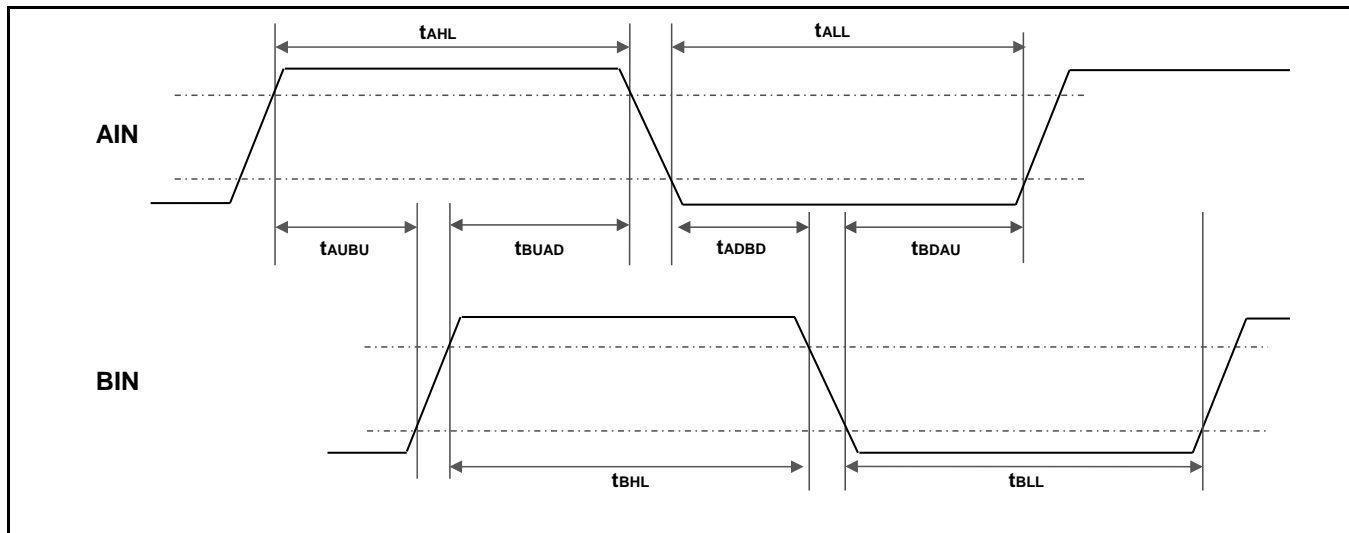 tAHL
tALL
AIN
tAUBU
tBUAD
tADBD
tBDAU
BIN
tBHL
tBLL